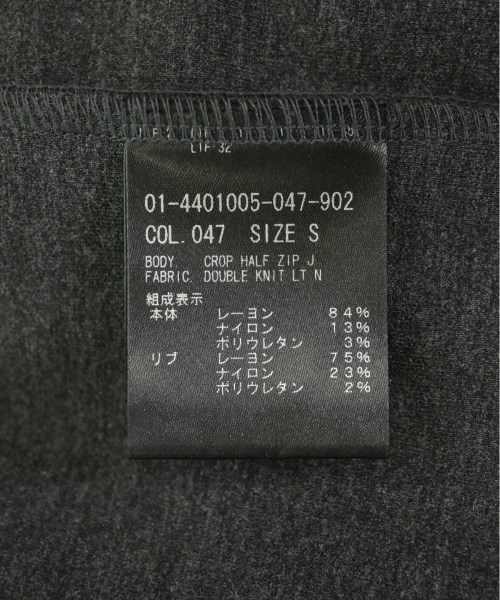 LTF-32
01-4401005-047-902
COL. 047 SIZE S
BODY. CROP HALF ZIP J
FABRIC. DOUBLE KNIT LT N
組成表示
本体 レーヨン 84%
ナイロン 13%
ポリウレタン 3%
リブ レーヨン 75%
ナイロン 23%
ポリウレタン 2%